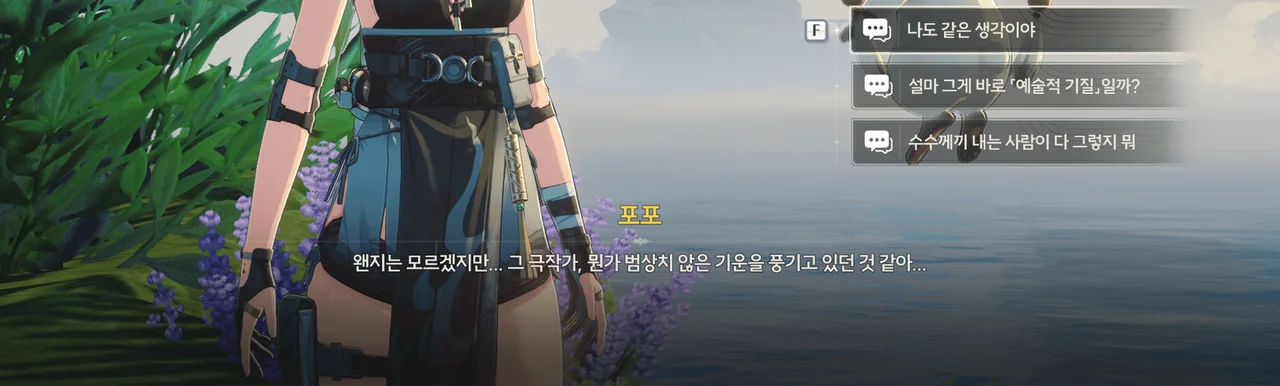 F
나도 같은 생각이야
설마 그게 바로 「예술적 기질」일까?
수수께끼 내는 사람이 다 그렇지 뭐
포포
왠지는 모르겠지만... 그 극작가, 뭔가 범상치 않은 기운을 풍기고 있던 것 같아...